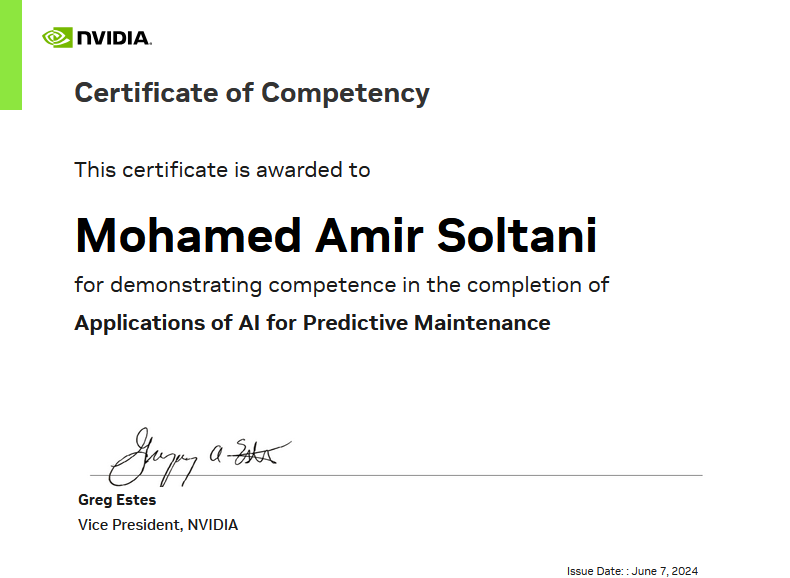 NVIDIA.
Certificate of Competency
This certificate is awarded to
Mohamed Amir Soltani
for demonstrating competence in the completion of
Applications of AI for Predictive Maintenance
Gregory A Estes
Greg Estes
Vice President, NVIDIA
Issue Date: : June 7, 2024